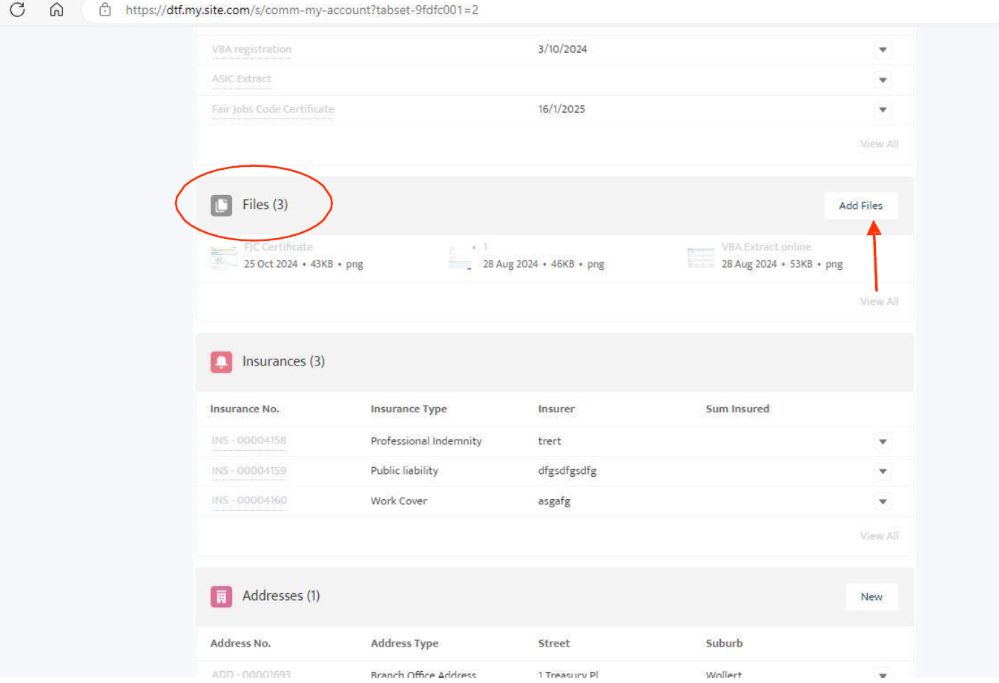 https://dtf.my.site.com/s/comm-my-account?tabset-9fdfc001=2
VBA registration 3/10/2024
ASIC Extract
Fair Jobs Code Certificate 16/1/2025
View All
Files (3) Add Files
FJC Certificate 1 VBA Extract online
25 Oct 2024 • 43KB • png 28 Aug 2024 • 46KB • png 28 Aug 2024 • 53KB • png
View All
Insurances (3)
Insurance No. Insurance Type Insurer Sum Insured
INS - 00004158 Professional Indemnity trert
INS - 00004159 Public liability dfgsdfgsdfg
INS - 00004160 Work Cover asgafg
View All
Addresses (1) New
Address No. Address Type Street Suburb
ADD - 00001693 Branch Office Address 1 Treasury Pl Wollert